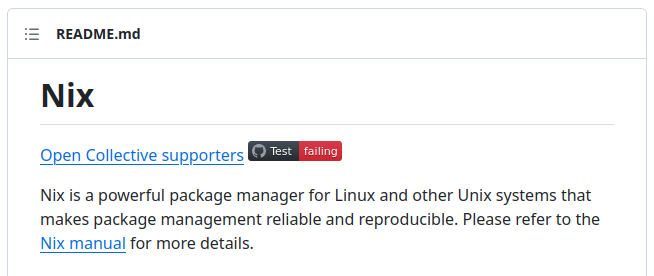 README.md
Nix
Open Collective supporters Test failing
Nix is a powerful package manager for Linux and other Unix systems that
makes package management reliable and reproducible. Please refer to the
Nix manual for more details.